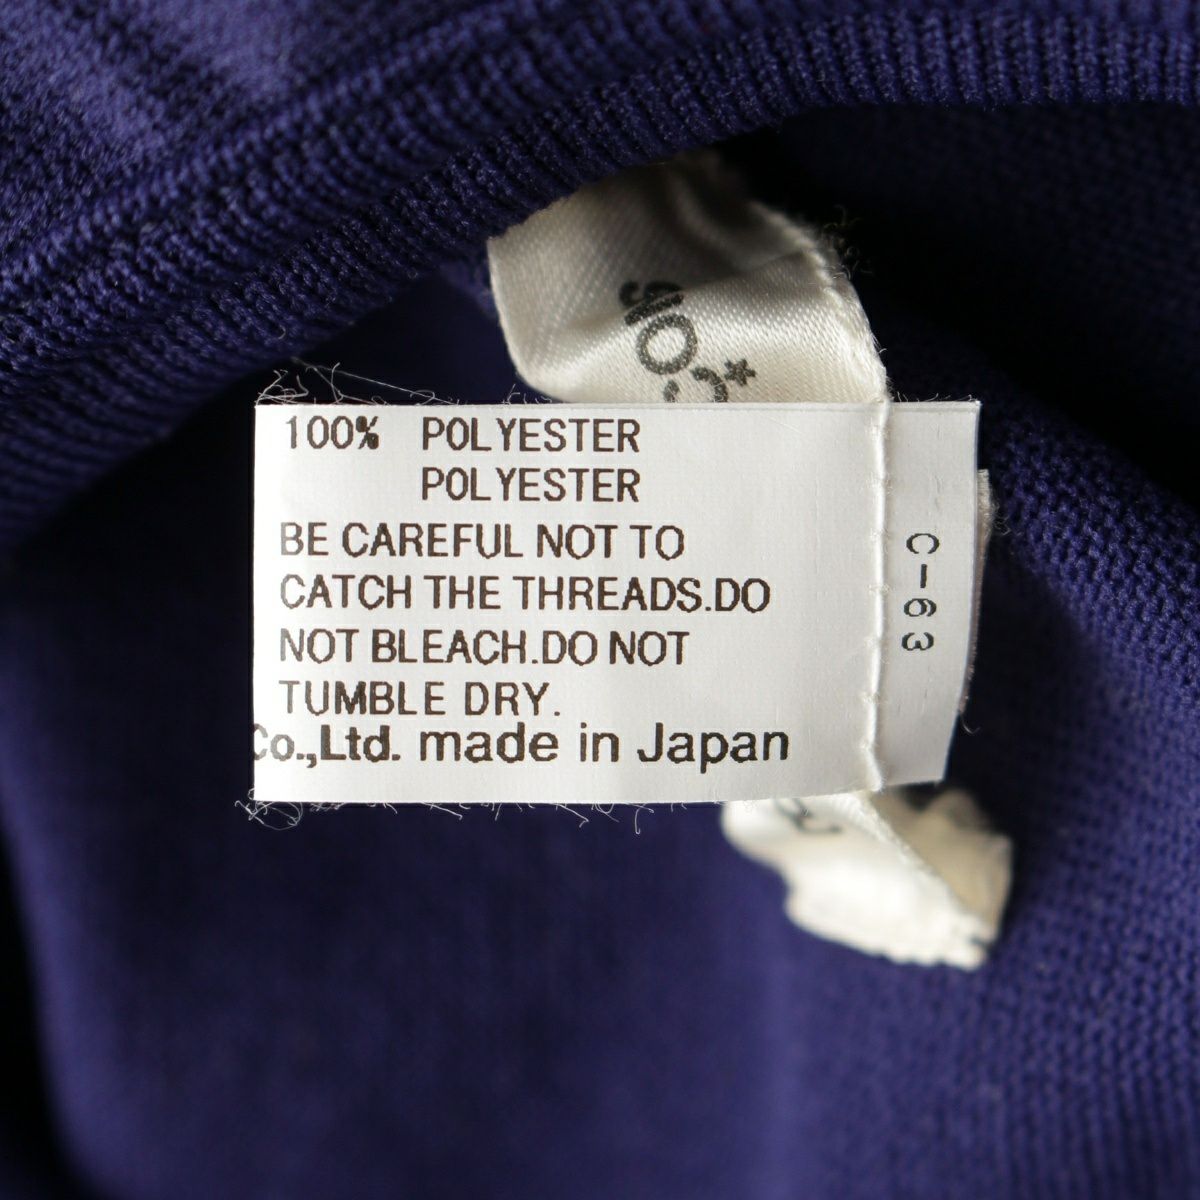 100% POLYESTER
POLYESTER
BE CAREFUL NOT TO
CATCH THE THREADS.DO
NOT BLEACH.DO NOT
TUMBLE DRY.
Co.,Ltd. made in Japan
C-63